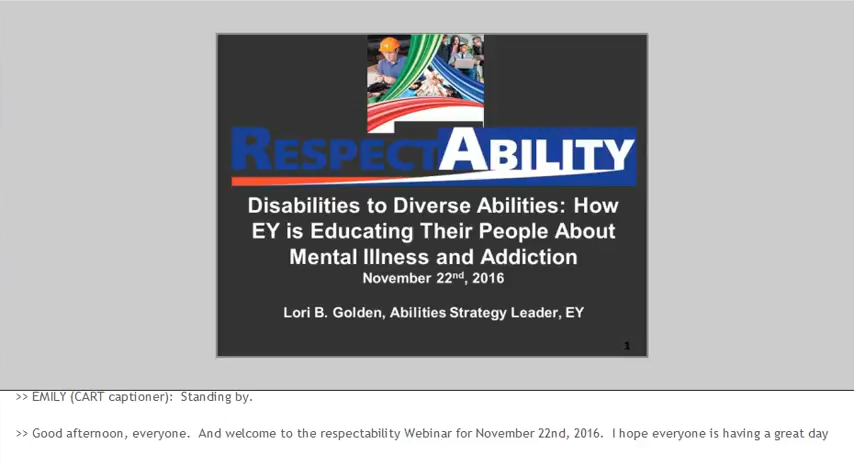 RESPECTABILITY
Disabilities to Diverse Abilities: How
EY is Educating Their People About
Mental Illness and Addiction
November 22nd, 2016
Lori B. Golden, Abilities Strategy Leader, EY
1
>> EMILY (CART captioner):  Standing by.
>> Good afternoon, everyone.  And welcome to the respectability Webinar for November 22nd, 2016.  I hope everyone is having a great day